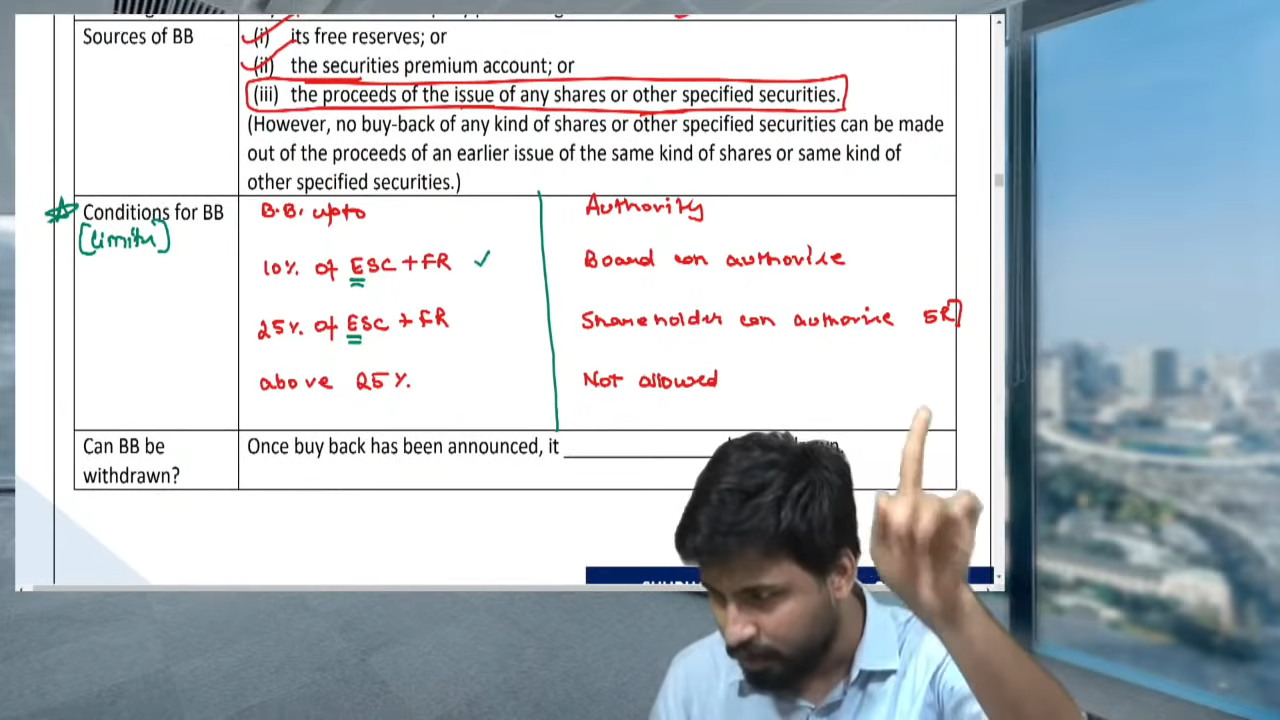 Sources of BB
(i) its free reserves; or
(ii) the securities premium account; or
(iii) the proceeds of the issue of any shares or other specified securities.
(However, no buy-back of any kind of shares or other specified securities can be made
out of the proceeds of an earlier issue of the same kind of shares or same kind of
other specified securities.)
Conditions for BB
[limits]
B.B. upto
Authority
10% of ESC + FR ✓
Board can authorise
25% of ESC + FR
Shareholder can authorise SR]
above 25%.
Not allowed
Can BB be
withdrawn?
Once buy back has been announced, it ____________